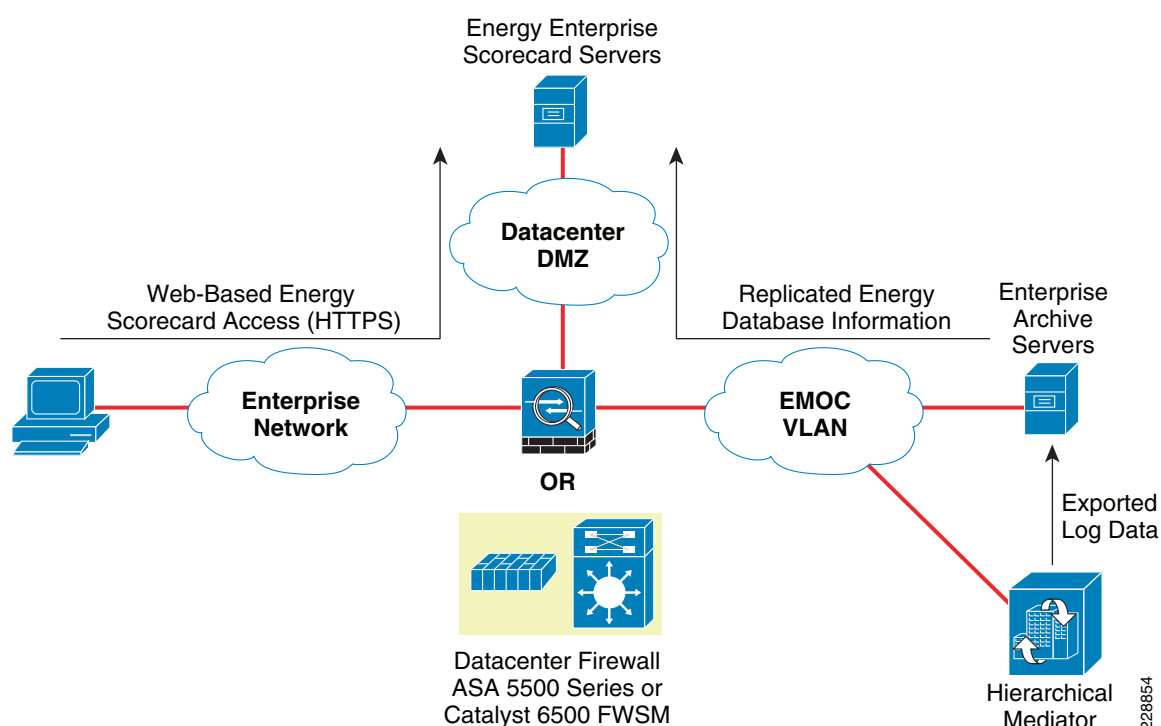 Energy Enterprise
Scorecard Servers
Datacenter
DMZ
Web-Based Energy
Scorecard Access (HTTPS)
Replicated Energy
Database Information
Enterprise
Archive
Servers
Enterprise
Network
EMOC
VLAN
OR
Exported
Log Data
Datacenter Firewall
ASA 5500 Series or
Catalyst 6500 FWSM
Hierarchical
Mediator
228854